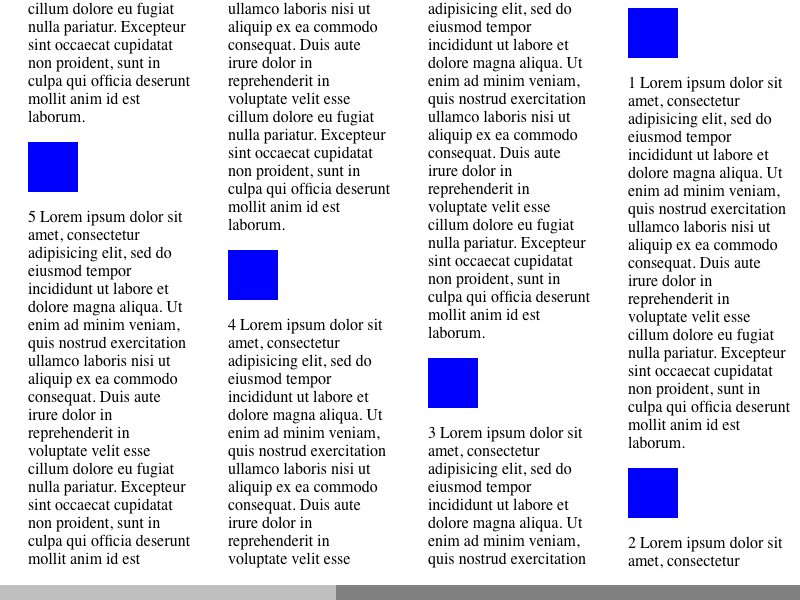 1 Lorem ipsum dolor sit
amet, consectetur
adipisicing elit, sed do
eiusmod tempor
incididunt ut labore et
dolore magna aliqua. Ut
enim ad minim veniam,
quis nostrud exercitation
ullamco laboris nisi ut
aliquip ex ea commodo
consequat. Duis aute
irure dolor in
reprehenderit in
voluptate velit esse
cillum dolore eu fugiat
nulla pariatur. Excepteur
sint occaecat cupidatat
non proident, sunt in
culpa qui officia deserunt
mollit anim id est
laborum.
2 Lorem ipsum dolor sit
amet, consectetur
adipisicing elit, sed do
eiusmod tempor
incididunt ut labore et
dolore magna aliqua. Ut
enim ad minim veniam,
quis nostrud exercitation
ullamco laboris nisi ut
aliquip ex ea commodo
consequat. Duis aute
irure dolor in
reprehenderit in
voluptate velit esse
cillum dolore eu fugiat
nulla pariatur. Excepteur
sint occaecat cupidatat
non proident, sunt in
culpa qui officia deserunt
mollit anim id est
laborum.
3 Lorem ipsum dolor sit
amet, consectetur
adipisicing elit, sed do
eiusmod tempor
incididunt ut labore et
dolore magna aliqua. Ut
enim ad minim veniam,
quis nostrud exercitation
ullamco laboris nisi ut
aliquip ex ea commodo
consequat. Duis aute
irure dolor in
reprehenderit in
voluptate velit esse
cillum dolore eu fugiat
nulla pariatur. Excepteur
sint occaecat cupidatat
non proident, sunt in
culpa qui officia deserunt
mollit anim id est
laborum.
4 Lorem ipsum dolor sit
amet, consectetur
adipisicing elit, sed do
eiusmod tempor
incididunt ut labore et
dolore magna aliqua. Ut
enim ad minim veniam,
quis nostrud exercitation
ullamco laboris nisi ut
aliquip ex ea commodo
consequat. Duis aute
irure dolor in
reprehenderit in
voluptate velit esse
cillum dolore eu fugiat
nulla pariatur. Excepteur
sint occaecat cupidatat
non proident, sunt in
culpa qui officia deserunt
mollit anim id est
laborum.
5 Lorem ipsum dolor sit
amet, consectetur
adipisicing elit, sed do
eiusmod tempor
incididunt ut labore et
dolore magna aliqua. Ut
enim ad minim veniam,
quis nostrud exercitation
ullamco laboris nisi ut
aliquip ex ea commodo
consequat. Duis aute
irure dolor in
reprehenderit in
voluptate velit esse
cillum dolore eu fugiat
nulla pariatur. Excepteur
sint occaecat cupidatat
non proident, sunt in
culpa qui officia deserunt
mollit anim id est